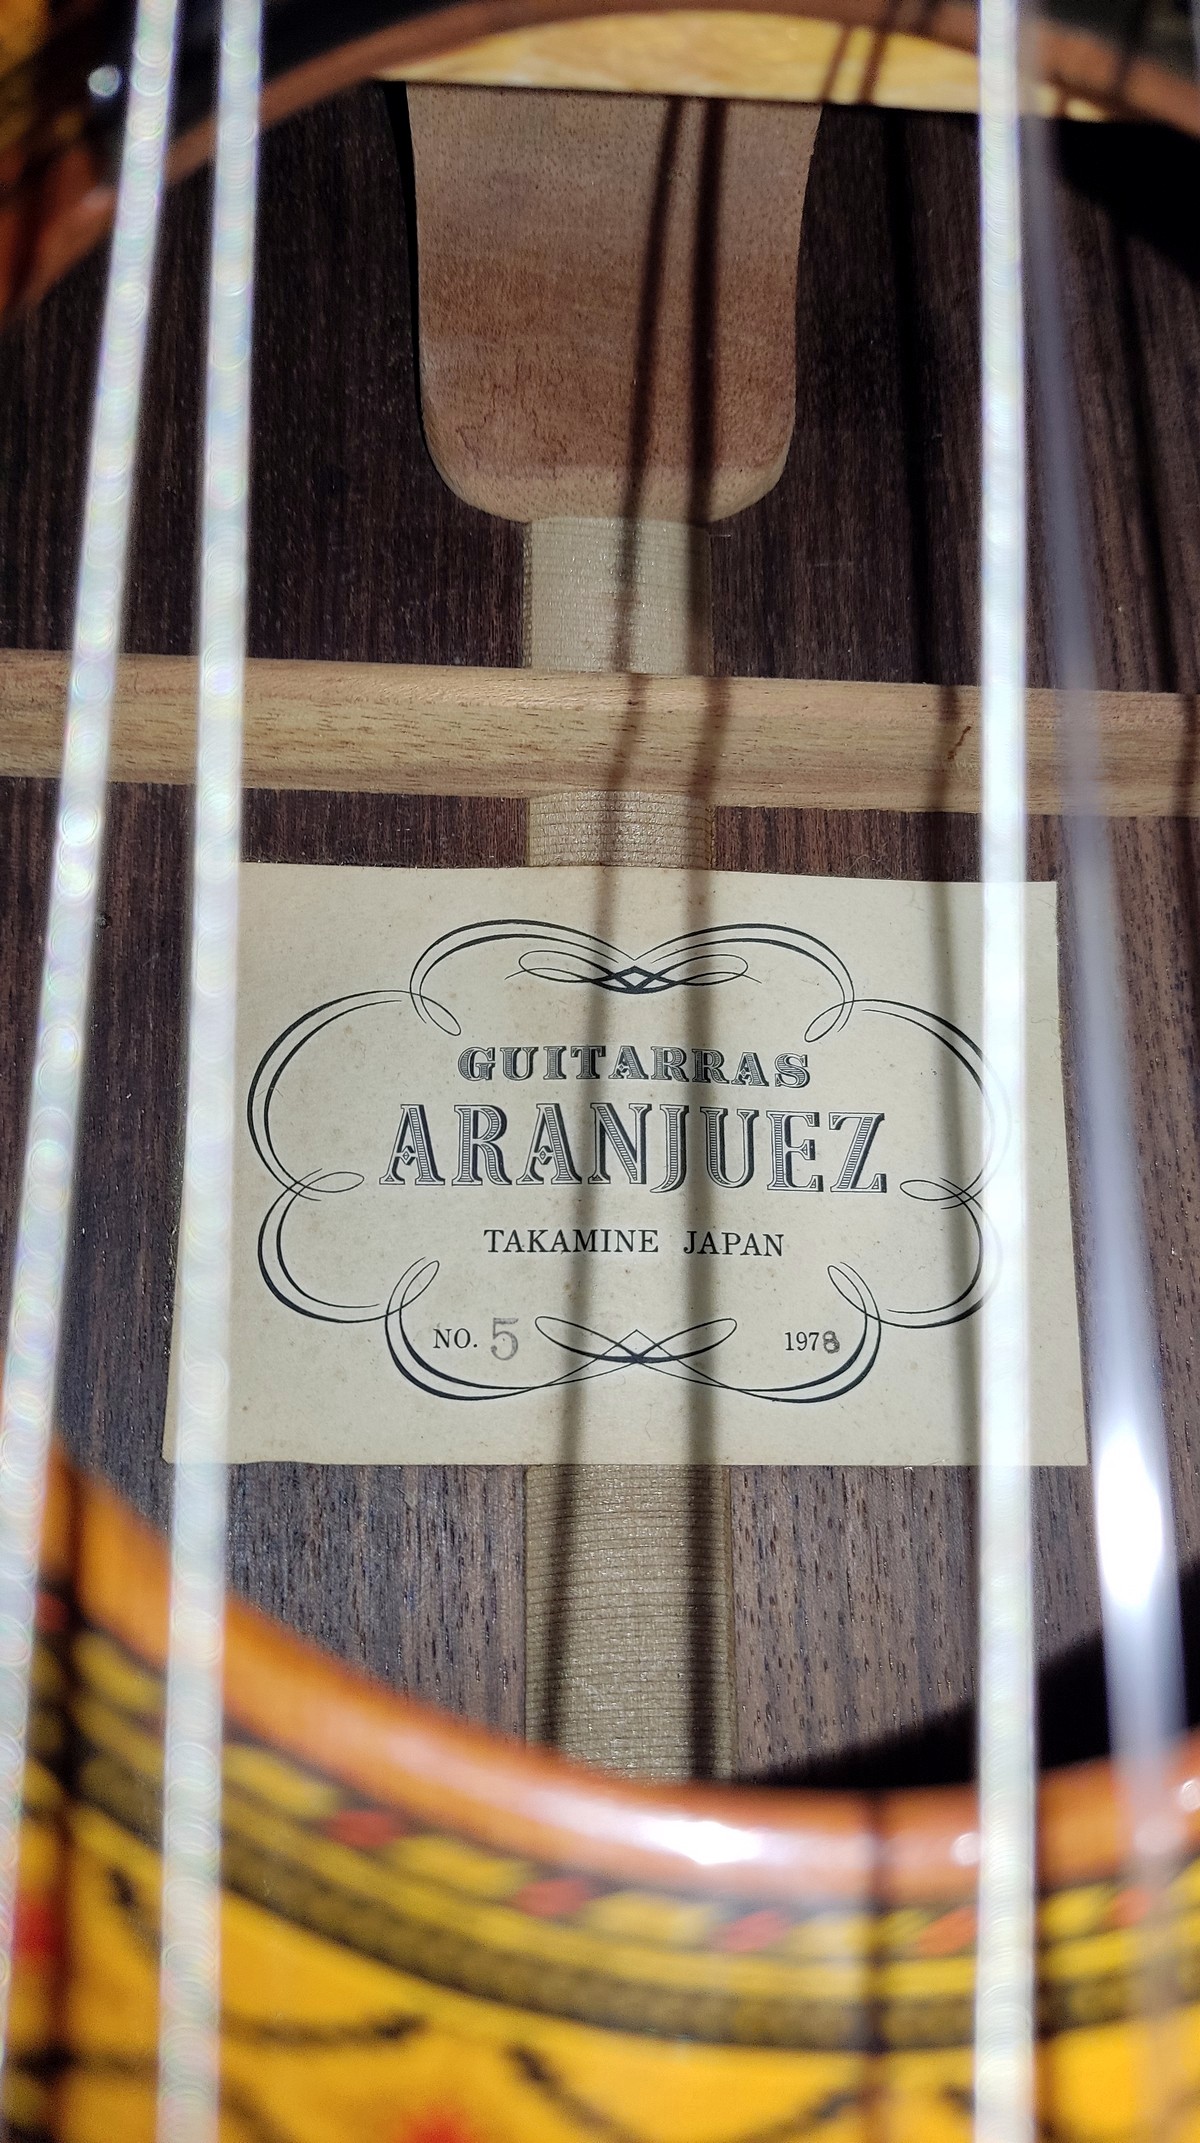 GUITARRAS
ARANJUEZ
TAKAMINE JAPAN
NO. 5 1978